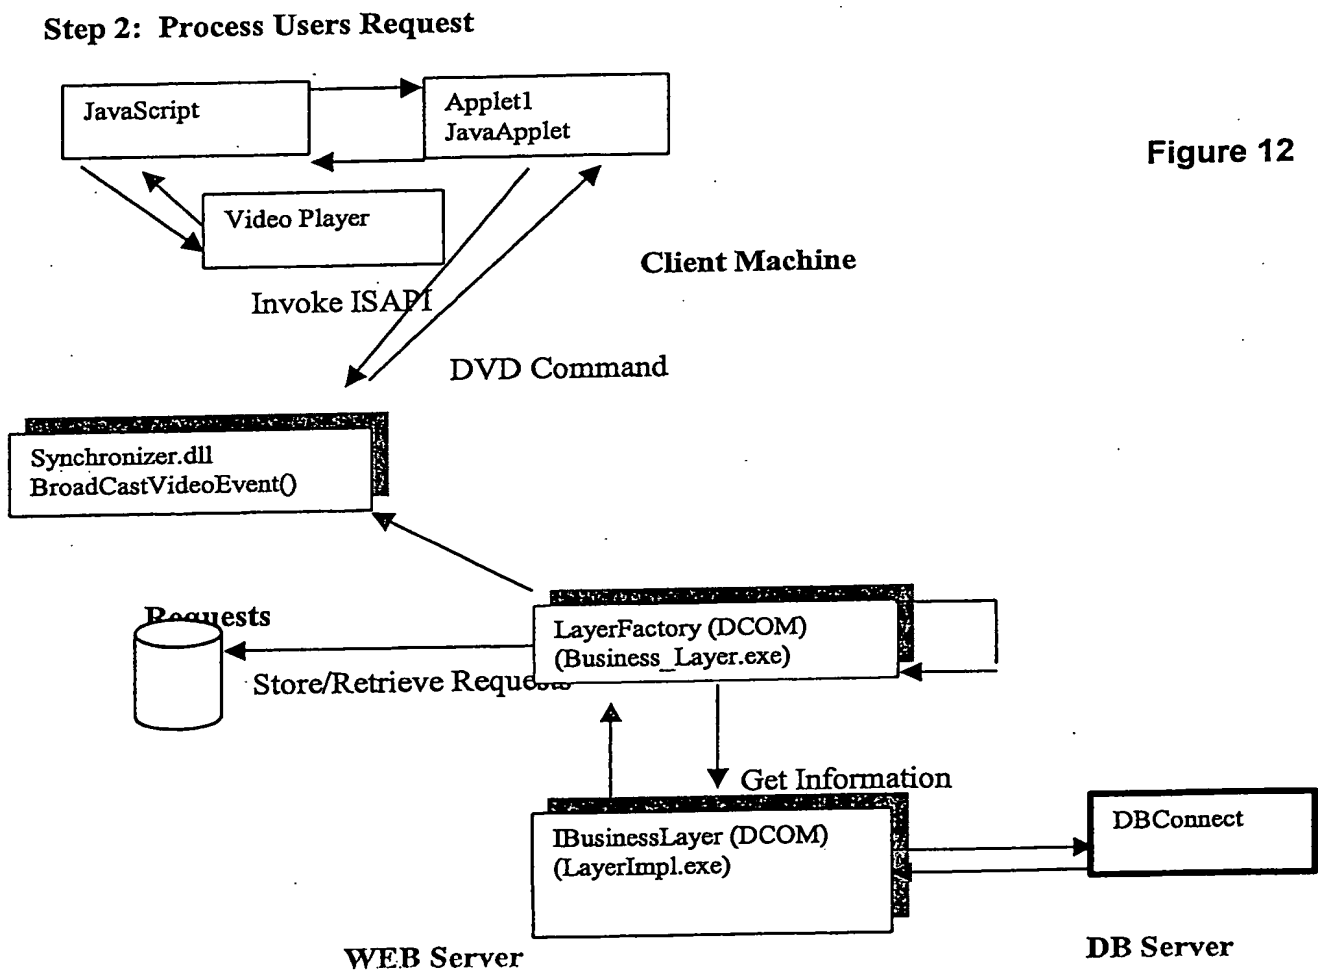 Step 2: Process Users Request
JavaScript
Applet1
JavaApplet
Figure 12
Video Player
Client Machine
Invoke ISAPI
DVD Command
Synchronizer.dll
BroadCastVideoEvent()
Requests
LayerFactory (DCOM)
(Business_Layer.exe)
Store/Retrieve Requests
Get Information
IBusinessLayer (DCOM)
(LayerImpl.exe)
DBConnect
WEB Server
DB Server